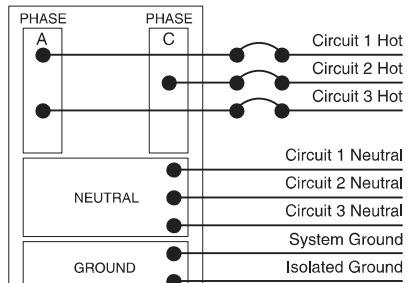 PHASE PHASE
A C
Circuit 1 Hot
Circuit 2 Hot
Circuit 3 Hot
Circuit 1 Neutral
NEUTRAL
Circuit 2 Neutral
Circuit 3 Neutral
System Ground
GROUND
Isolated Ground